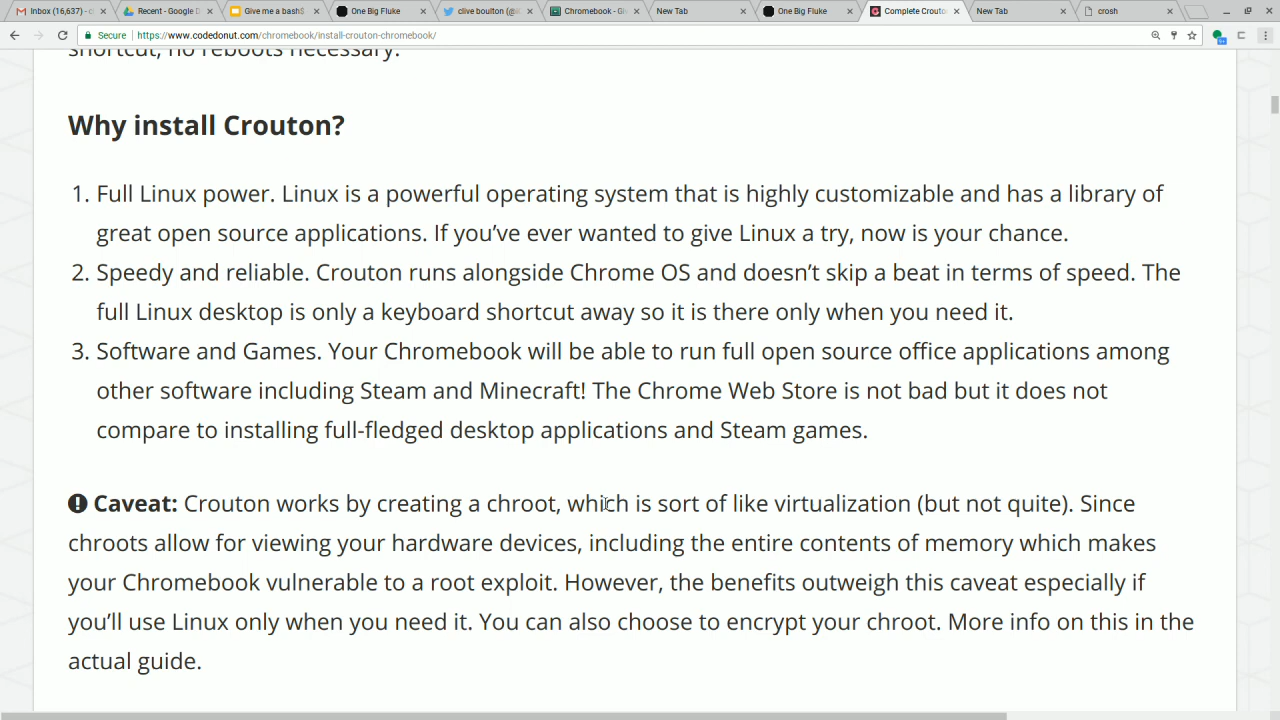 Inbox (16,637) - c
Recent - Google D
Give me a bashS
One Big Fluke
clive boulton (@
Chromebook - Gi
New Tab
One Big Fluke
Complete Crouto
New Tab
crosh
Secure https://www.codedonut.com/chromebook/install-crouton-chromebook/
shortcut, no reboots necessary.
Why install Crouton?
1. Full Linux power. Linux is a powerful operating system that is highly customizable and has a library of
great open source applications. If you’ve ever wanted to give Linux a try, now is your chance.
2. Speedy and reliable. Crouton runs alongside Chrome OS and doesn’t skip a beat in terms of speed. The
full Linux desktop is only a keyboard shortcut away so it is there only when you need it.
3. Software and Games. Your Chromebook will be able to run full open source office applications among
other software including Steam and Minecraft! The Chrome Web Store is not bad but it does not
compare to installing full-fledged desktop applications and Steam games.
Caveat: Crouton works by creating a chroot, which is sort of like virtualization (but not quite). Since
chroots allow for viewing your hardware devices, including the entire contents of memory which makes
your Chromebook vulnerable to a root exploit. However, the benefits outweigh this caveat especially if
you’ll use Linux only when you need it. You can also choose to encrypt your chroot. More info on this in the
actual guide.